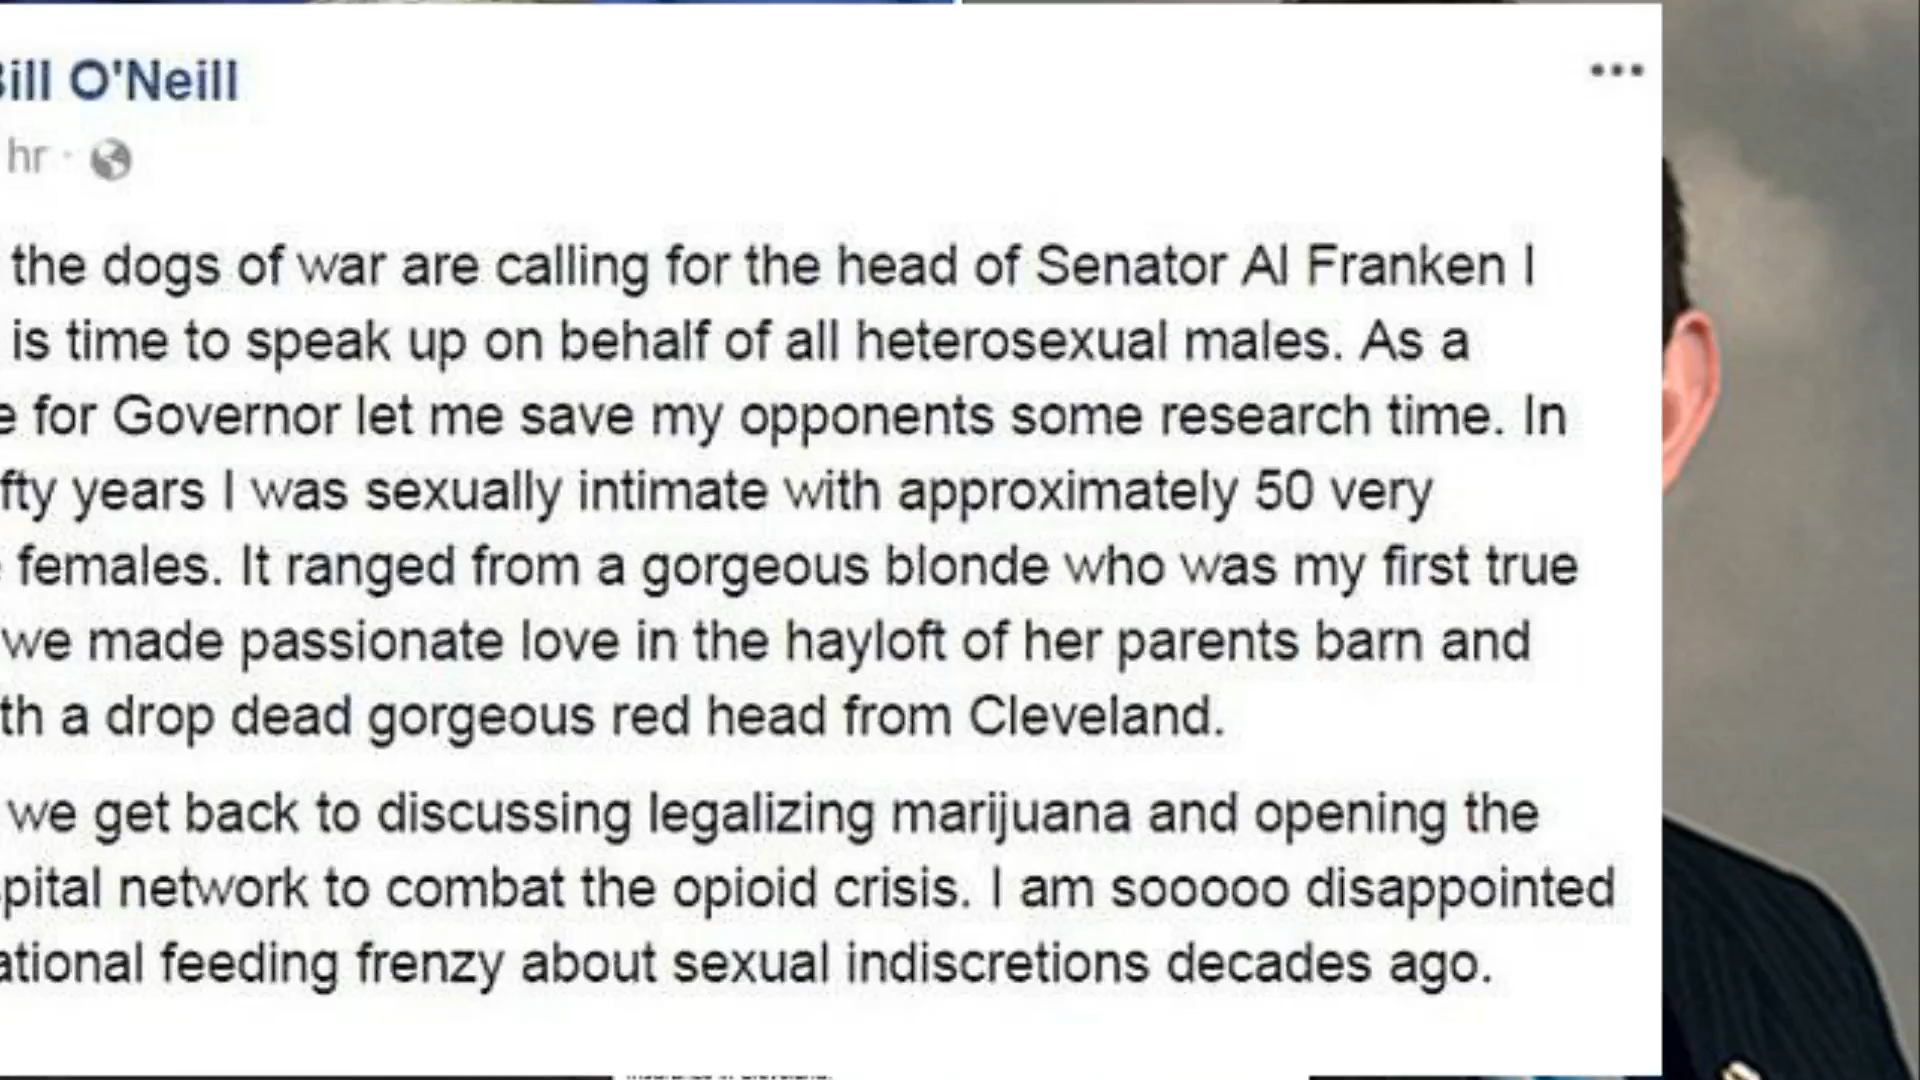 Bill O'Neill
hr
the dogs of war are calling for the head of Senator Al Franken I
is time to speak up on behalf of all heterosexual males. As a
e for Governor let me save my opponents some research time. In
fty years I was sexually intimate with approximately 50 very
females. It ranged from a gorgeous blonde who was my first true
we made passionate love in the hayloft of her parents barn and
th a drop dead gorgeous red head from Cleveland.
we get back to discussing legalizing marijuana and opening the
spital network to combat the opioid crisis. I am sooooo disappointed
ational feeding frenzy about sexual indiscretions decades ago.